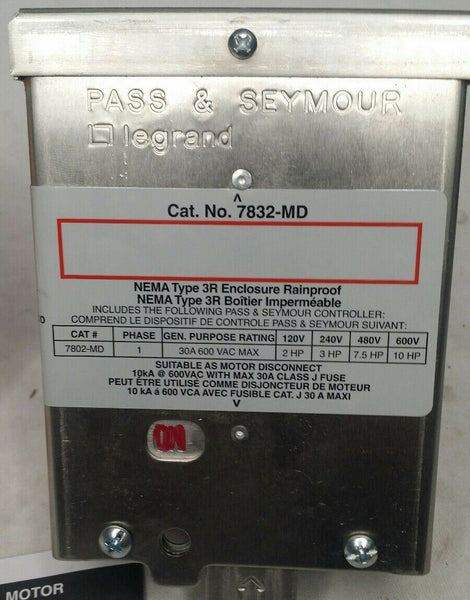 PASS & SEYMOUR
legrand
Cat. No. 7832-MD
NEMA Type 3R Enclosure Rainproof
NEMA Type 3R Boîtier Imperméable
INCLUDES THE FOLLOWING PASS & SEYMOUR CONTROLLER:
COMPREND LE DISPOSITIF DE CONTROLE PASS & SEYMOUR SUIVANT:
CAT # PHASE GEN. PURPOSE RATING 120V 240V 480V 600V
7802-MD 1 30A 600 VAC MAX 2 HP 3 HP 7.5 HP 10 HP
SUITABLE AS MOTOR DISCONNECT
10kA @ 600VAC WITH MAX 30A CLASS J FUSE
PEUT ÊTRE UTILISÉ COMME DISJONCTEUR DE MOTEUR
10 kA á 600 VCA AVEC FUSIBLE CAT. J 30 A MAXI
MOTOR